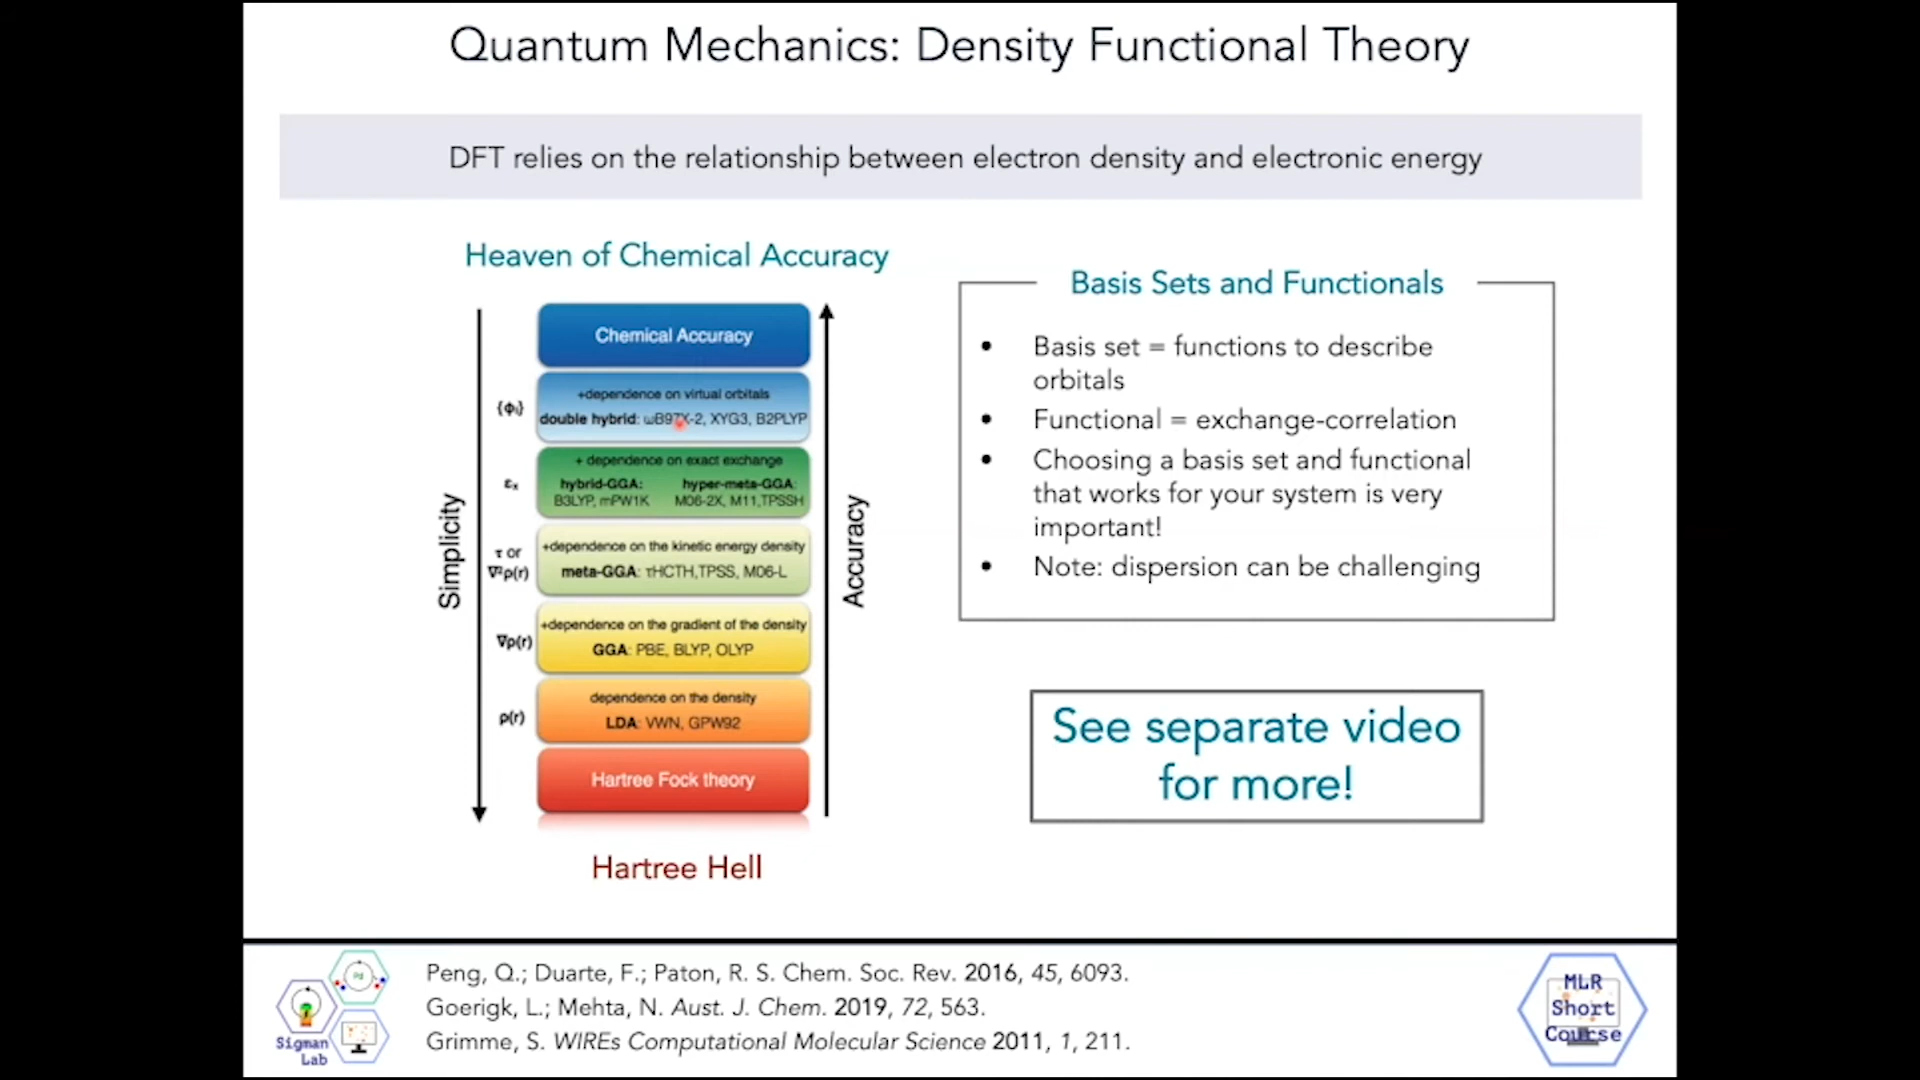 Quantum Mechanics: Density Functional Theory
DFT relies on the relationship between electron density and electronic energy
Heaven of Chemical Accuracy
Simplicity
Accuracy
Chemical Accuracy
{ϕᵢ}
+dependence on virtual orbitals
double hybrid: ωB97X-2, XYG3, B2PLYP
εₓ
+ dependence on exact exchange
hybrid-GGA: hyper-meta-GGA:
B3LYP, mPW1K M06-2X, M11,TPSSH
τ or
∇²ρ(r)
+dependence on the kinetic energy density
meta-GGA: τHCTH,TPSS, M06-L
∇ρ(r)
+dependence on the gradient of the density
GGA: PBE, BLYP, OLYP
ρ(r)
dependence on the density
LDA: VWN, GPW92
Hartree Fock theory
Hartree Hell
Basis Sets and Functionals
• Basis set = functions to describe
orbitals
• Functional = exchange-correlation
• Choosing a basis set and functional
that works for your system is very
important!
• Note: dispersion can be challenging
See separate video
for more!
Pd
Sigman
Lab
Peng, Q.; Duarte, F.; Paton, R. S. Chem. Soc. Rev. 2016, 45, 6093.
Goerigk, L.; Mehta, N. Aust. J. Chem. 2019, 72, 563.
Grimme, S. WIREs Computational Molecular Science 2011, 1, 211.
MLR
Short
Course